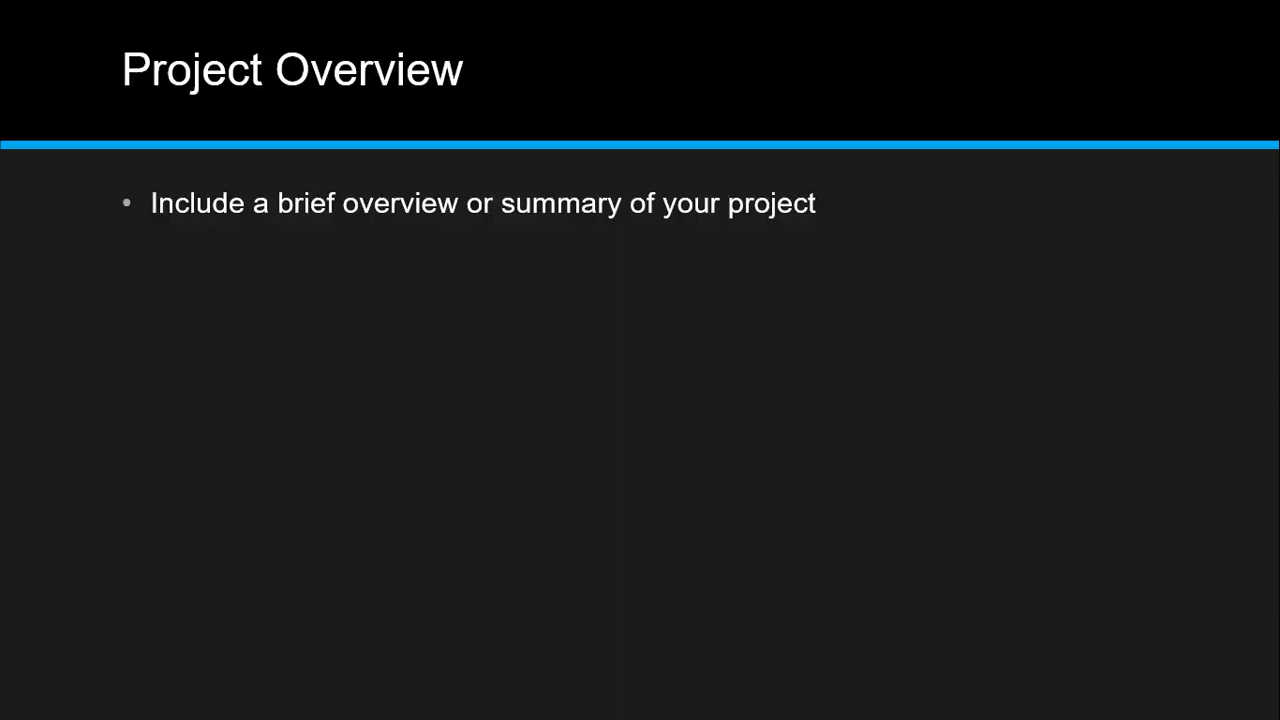 Project Overview
• Include a brief overview or summary of your project